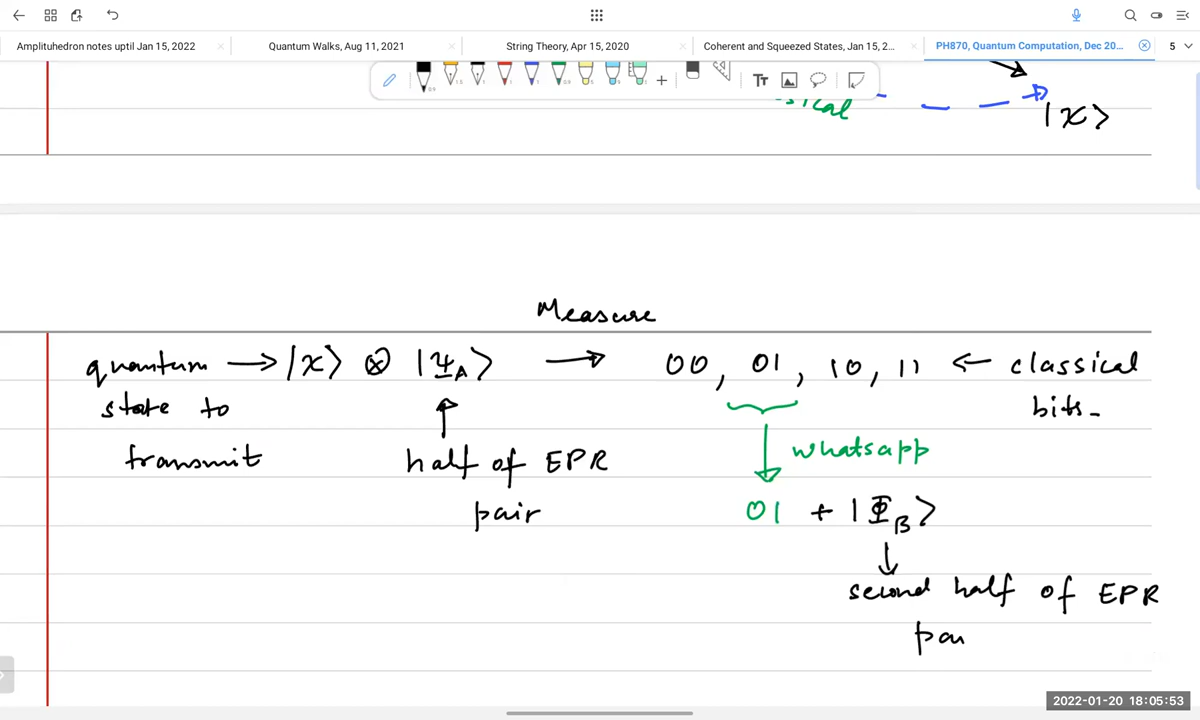 Amplituhedron notes uptil Jan 15, 2022
Quantum Walks, Aug 11, 2021
String Theory, Apr 15, 2020
Coherent and Squeezed States, Jan 15, 2...
PH870, Quantum Computation, Dec 20...
5
Tт
|χ⟩
Measure
quantum → |χ⟩ ⊗ |Ψ_A⟩ → 00, 01, 10, 11 ← classical
state to
bits.
transmit
half of EPR
pair
whatsapp
01 + |Φ_B⟩
second half of EPR
pai
2022-01-20 18:05:53